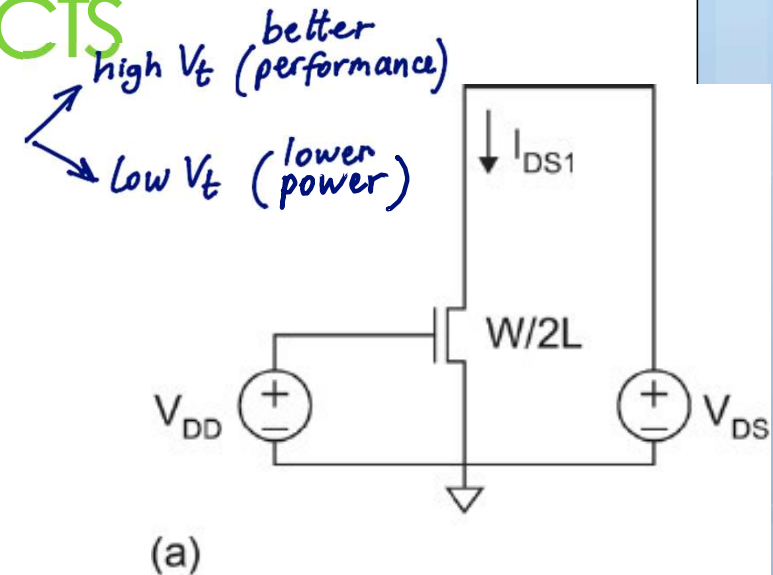 CTS
high Vt (better performance)
Low Vt (lower power)
IDS1
W/2L
VDD
+
−
+
−
VDS
(a)